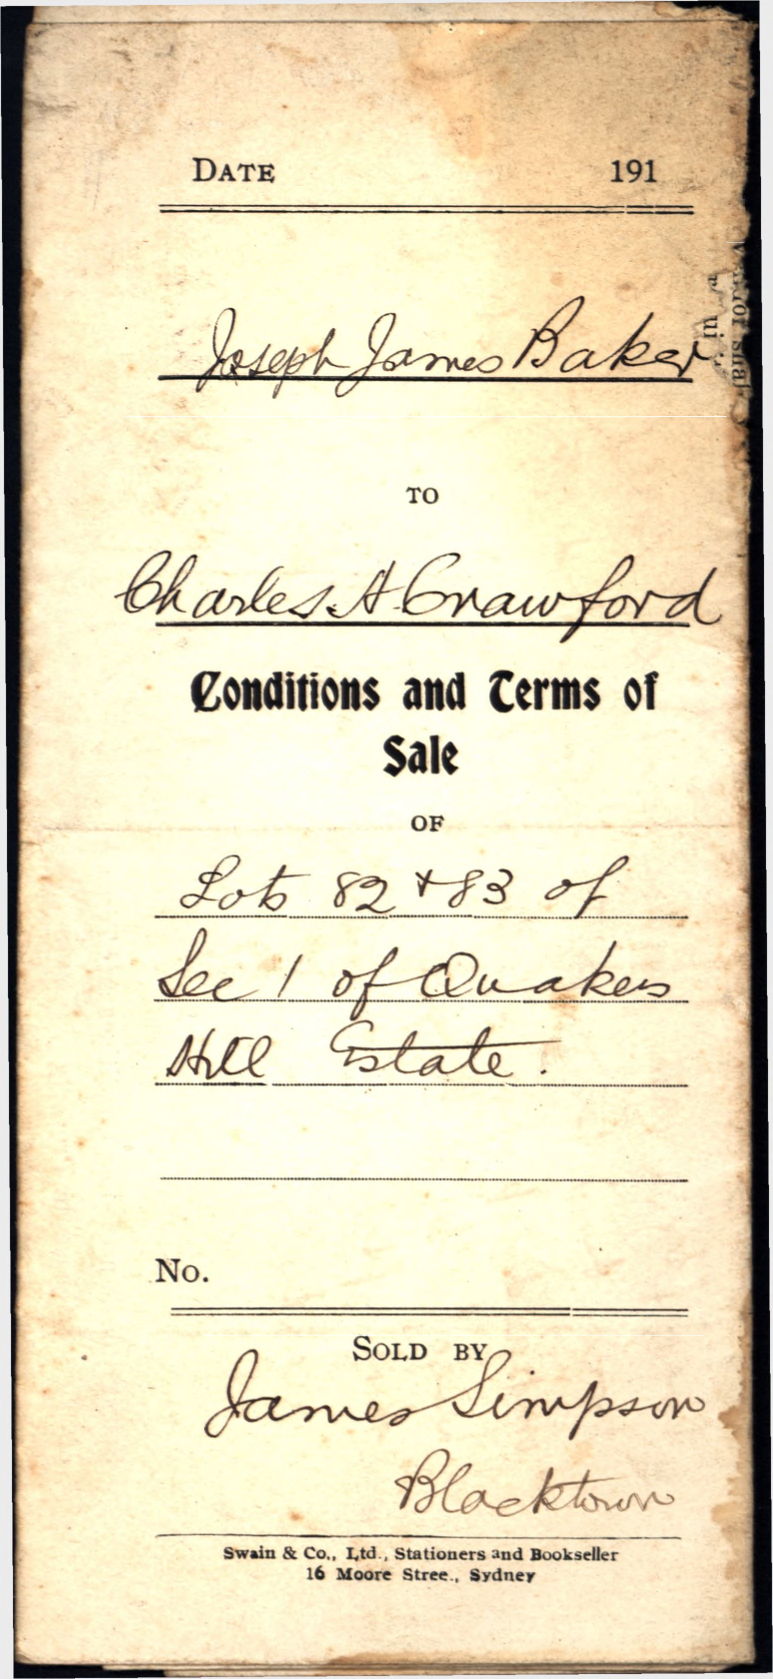 DATE 191
Joseph James Baker
TO
Charles A Crawford
Conditions and Terms of
Sale
OF
Lots 82 + 83 of
Sec 1 of Quakers
Hill Estate.
No.
SOLD BY
James Simpson
Blacktown
Swain & Co., Ltd., Stationers and Bookseller
16 Moore Stree., Sydney